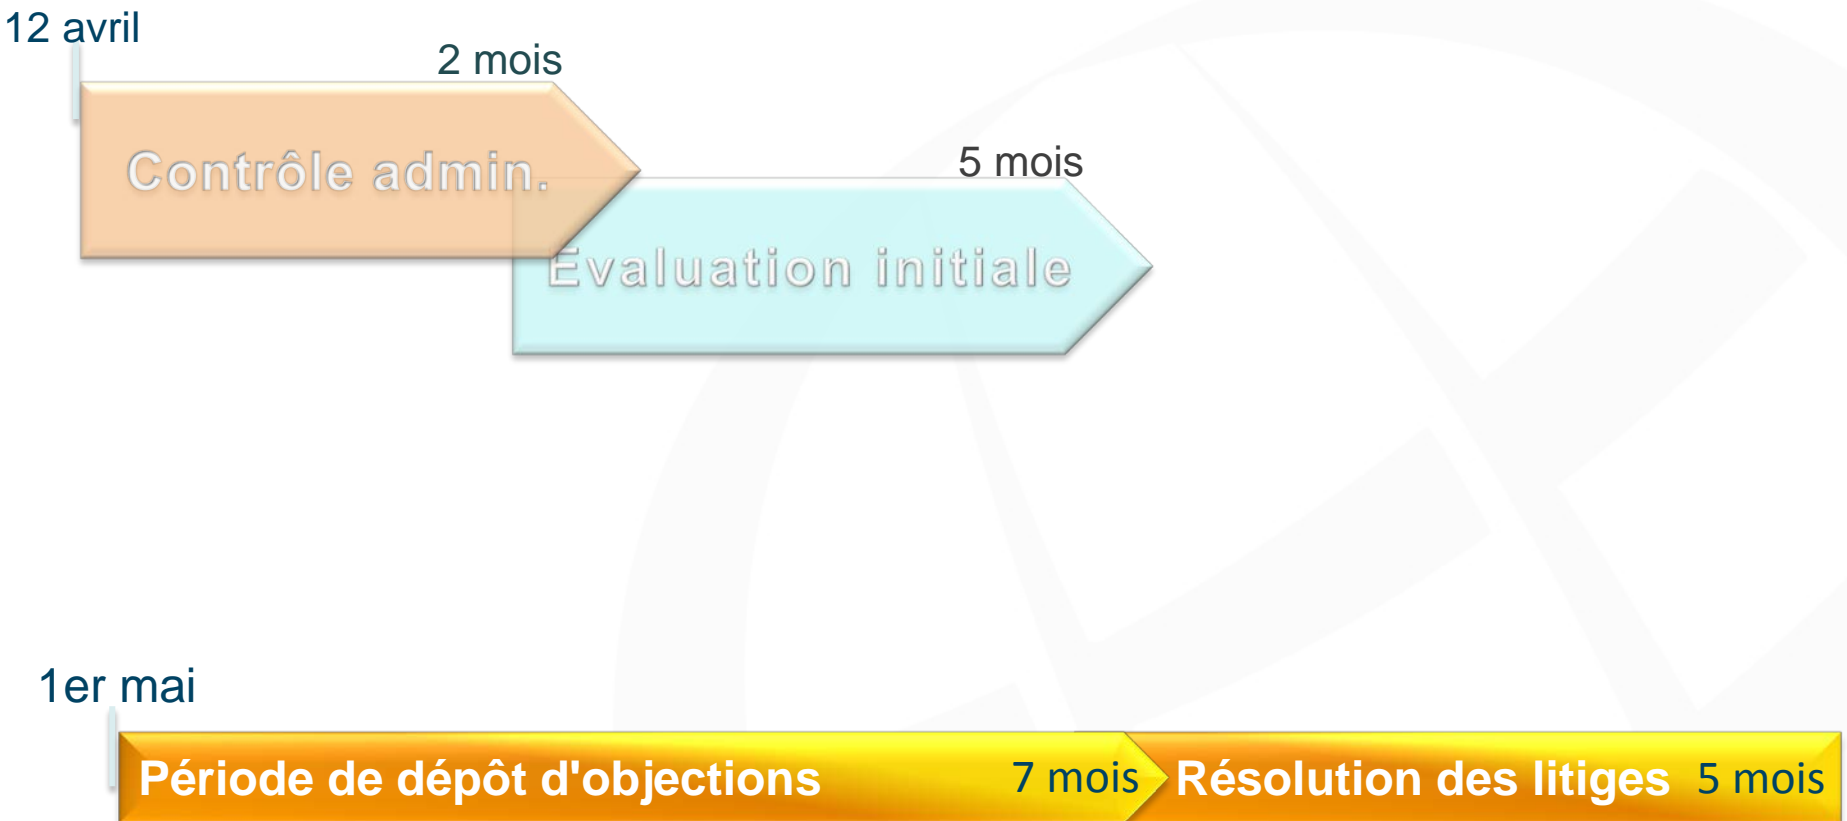 12 avril
2 mois
Contrôle admin.
5 mois
Évaluation initiale
1er mai
Période de dépôt d'objections 7 mois Résolution des litiges 5 mois